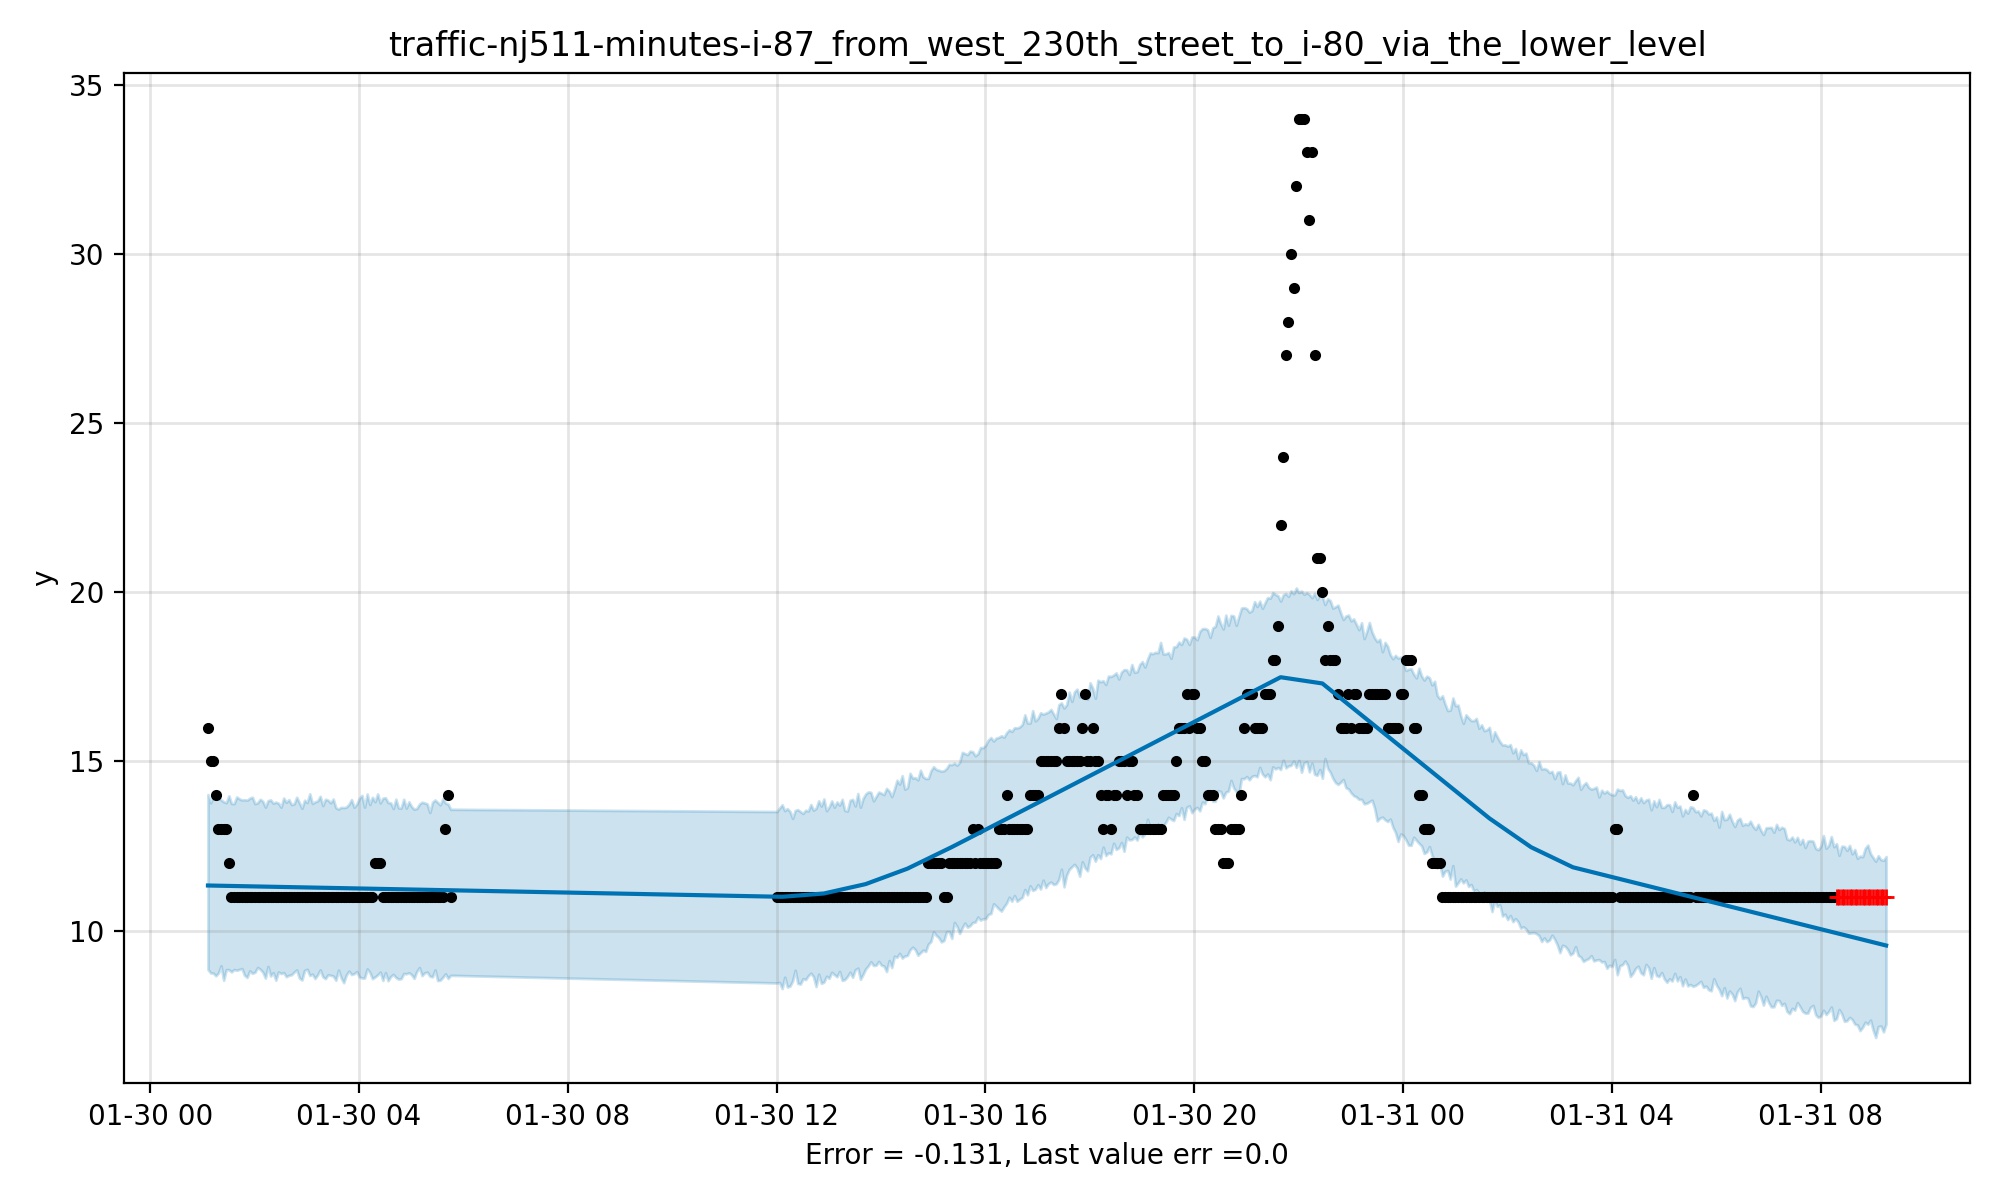 traffic-nj511-minutes-i-87_from_west_230th_street_to_i-80_via_the_lower_level
35
30
25
20
15
10
y
01-30 00 01-30 04 01-30 08 01-30 12 01-30 16 01-30 20 01-31 00 01-31 04 01-31 08
Error = -0.131, Last value err =0.0